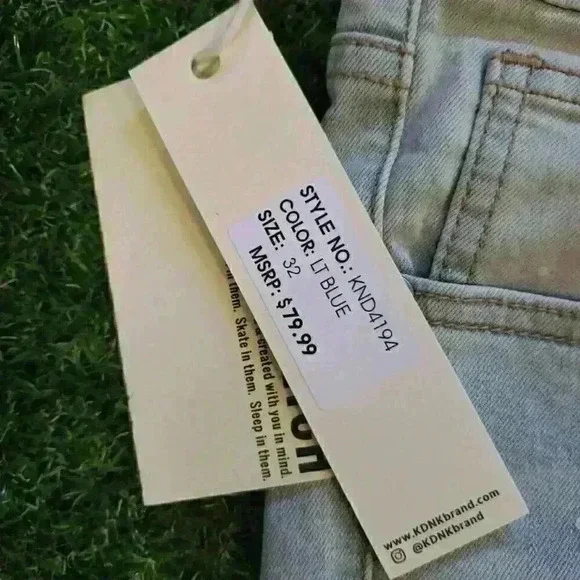 STYLE NO.: KND4194
COLOR: LT BLUE
SIZE: 32
MSRP: $79.99
www.KDNKbrand.com
@KDNKbrand
created with you in mind.
in them. Skate in them. Sleep in them.